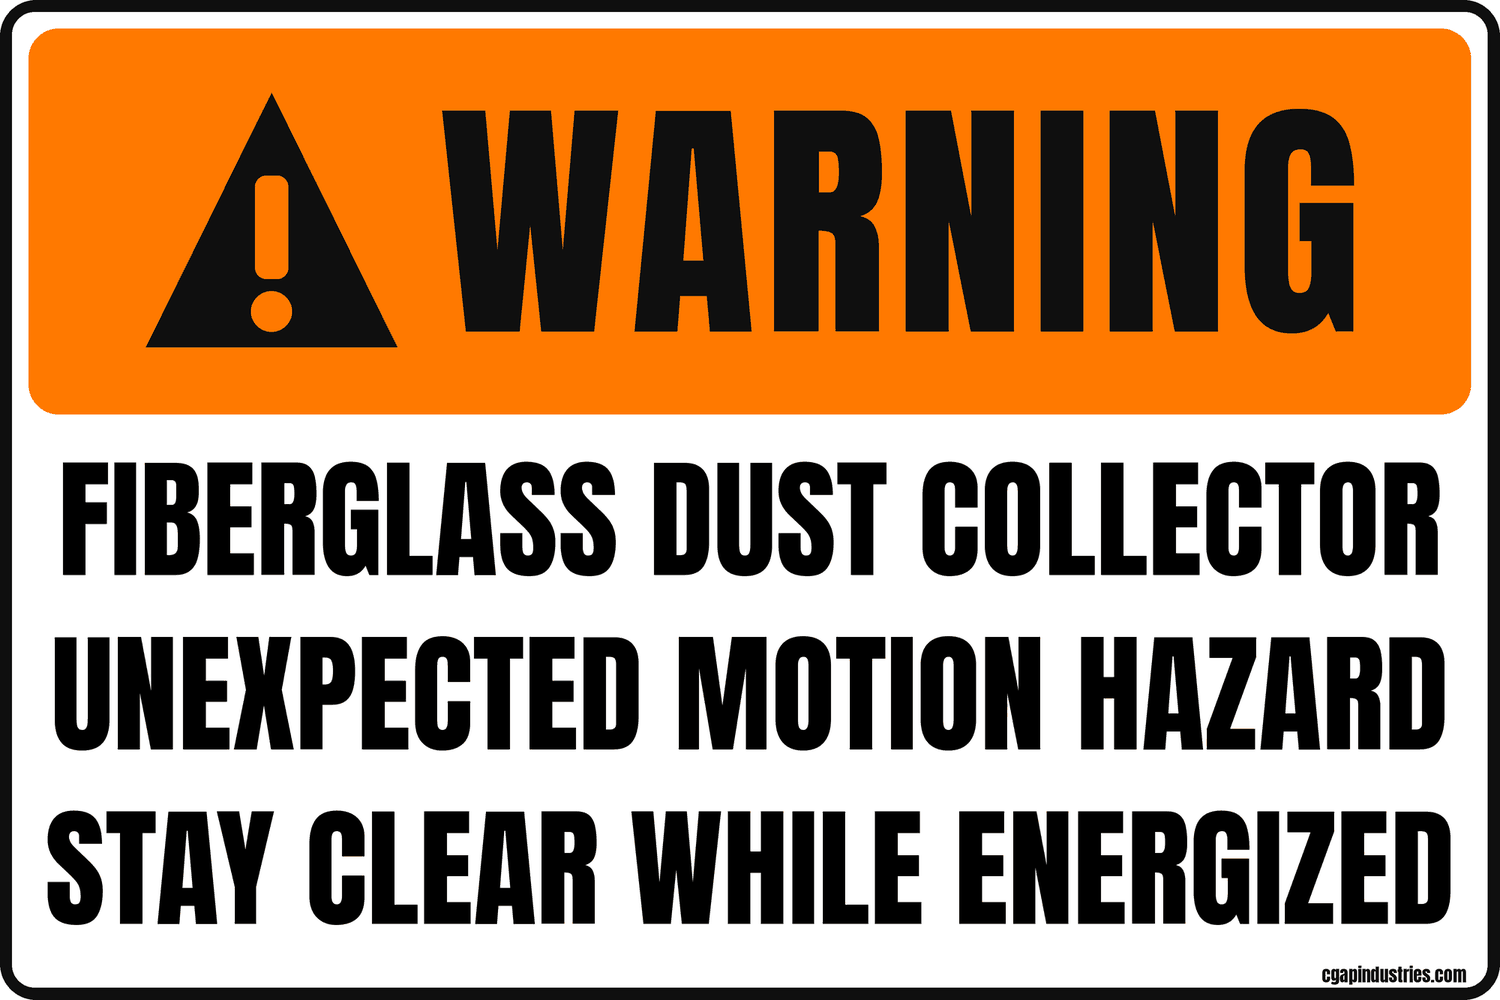 WARNING
FIBERGLASS DUST COLLECTOR
UNEXPECTED MOTION HAZARD
STAY CLEAR WHILE ENERGIZED
cgapindustries.com